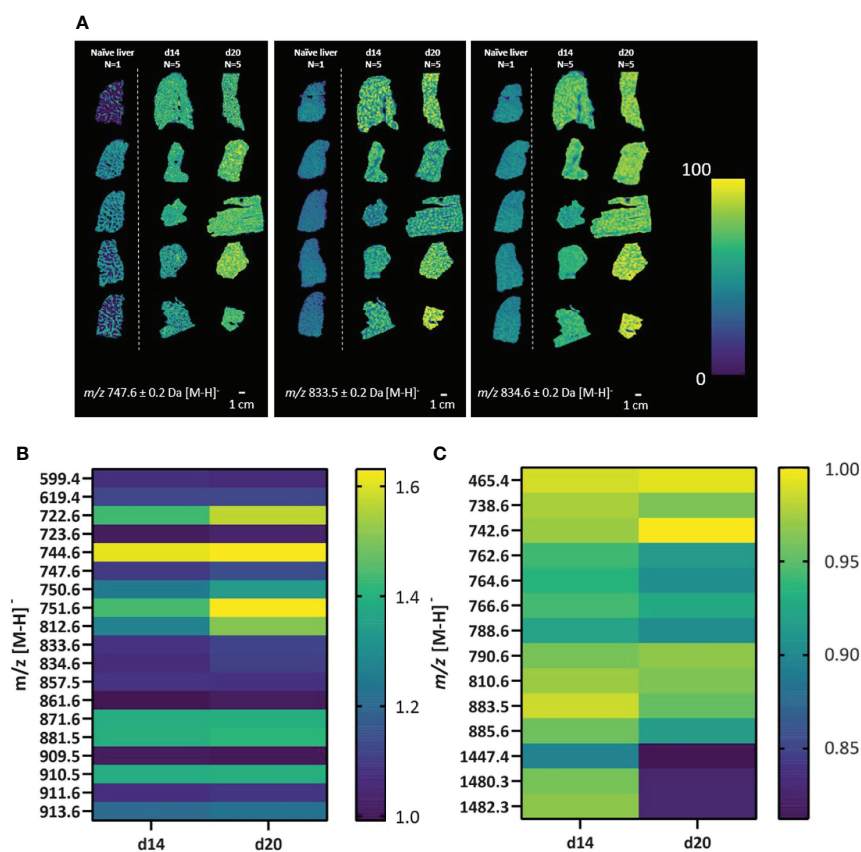 A
Naïve liver d14 d20
N=1 N=5 N=5
m/z 747.6 ± 0.2 Da [M-H]-
1 cm
Naïve liver d14 d20
N=1 N=5 N=5
m/z 833.5 ± 0.2 Da [M-H]-
1 cm
Naïve liver d14 d20
N=1 N=5 N=5
m/z 834.6 ± 0.2 Da [M-H]-
1 cm
100
0
B
m/z [M-H]-
599.4
619.4
722.6
723.6
744.6
747.6
750.6
751.6
812.6
833.6
834.6
857.5
861.6
871.6
881.5
909.5
910.5
911.6
913.6
d14 d20
1.6
1.4
1.2
1.0
C
m/z [M-H]-
465.4
738.6
742.6
762.6
764.6
766.6
788.6
790.6
810.6
883.5
885.6
1447.4
1480.3
1482.3
d14 d20
1.00
0.95
0.90
0.85